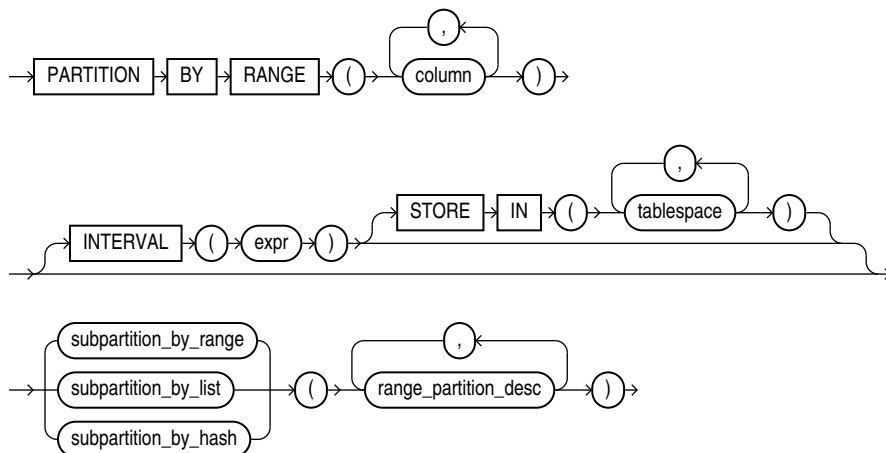 ,
PARTITION BY RANGE ( column )
,
STORE IN ( tablespace )
INTERVAL ( expr )
subpartition_by_range
,
subpartition_by_list ( range_partition_desc )
subpartition_by_hash